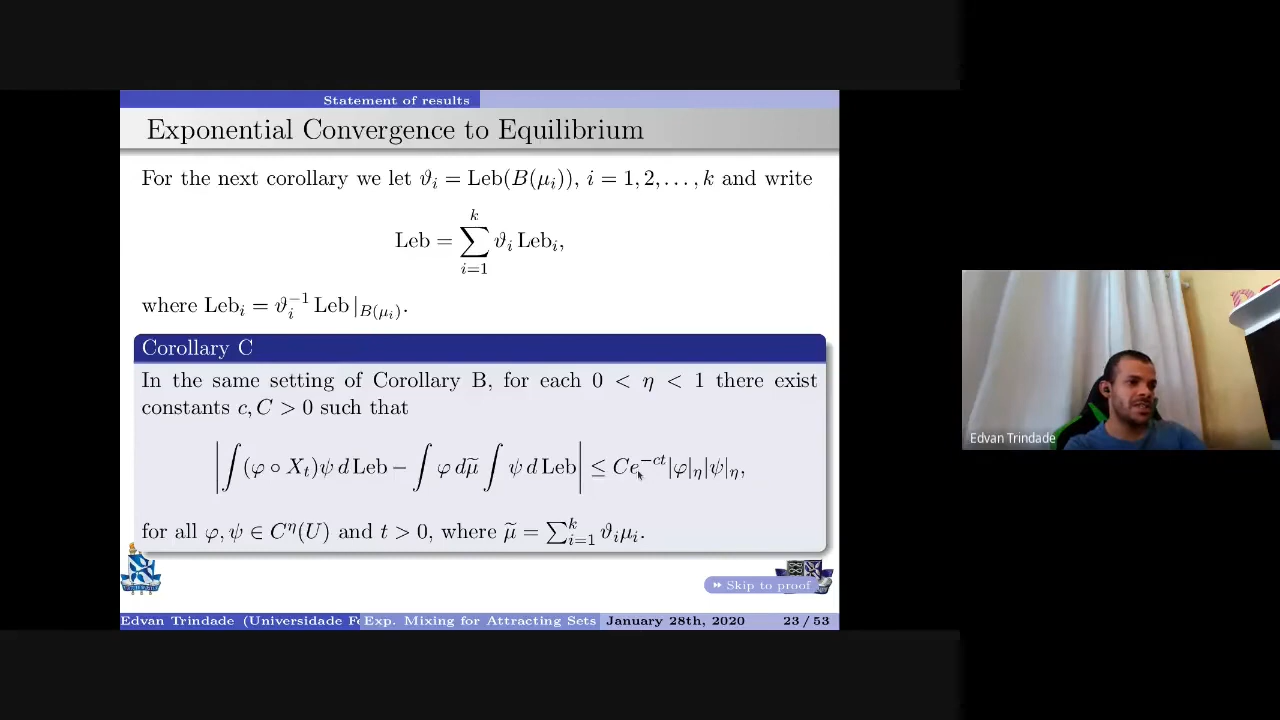 Statement of results
Exponential Convergence to Equilibrium
For the next corollary we let ϑ_i = Leb(B(μ_i)), i = 1, 2, . . . , k and write
Leb = ∑_{i=1}^{k} ϑ_i Leb_i,
where Leb_i = ϑ_i^{−1} Leb |_{B(μ_i)}.
Corollary C
In the same setting of Corollary B, for each 0 < η < 1 there exist
constants c, C > 0 such that
|∫(φ ∘ X_t)ψ d Leb − ∫ φ dμ̃ ∫ ψ d Leb| ≤ Ce^{−ct}|φ|_η|ψ|_η,
for all φ, ψ ∈ C^η(U) and t > 0, where μ̃ = ∑_{i=1}^{k} ϑ_iμ_i.
Skip to proof
Edvan Trindade (Universidade Fe Exp. Mixing for Attracting Sets January 28th, 2020 23 / 53
Edvan Trindade